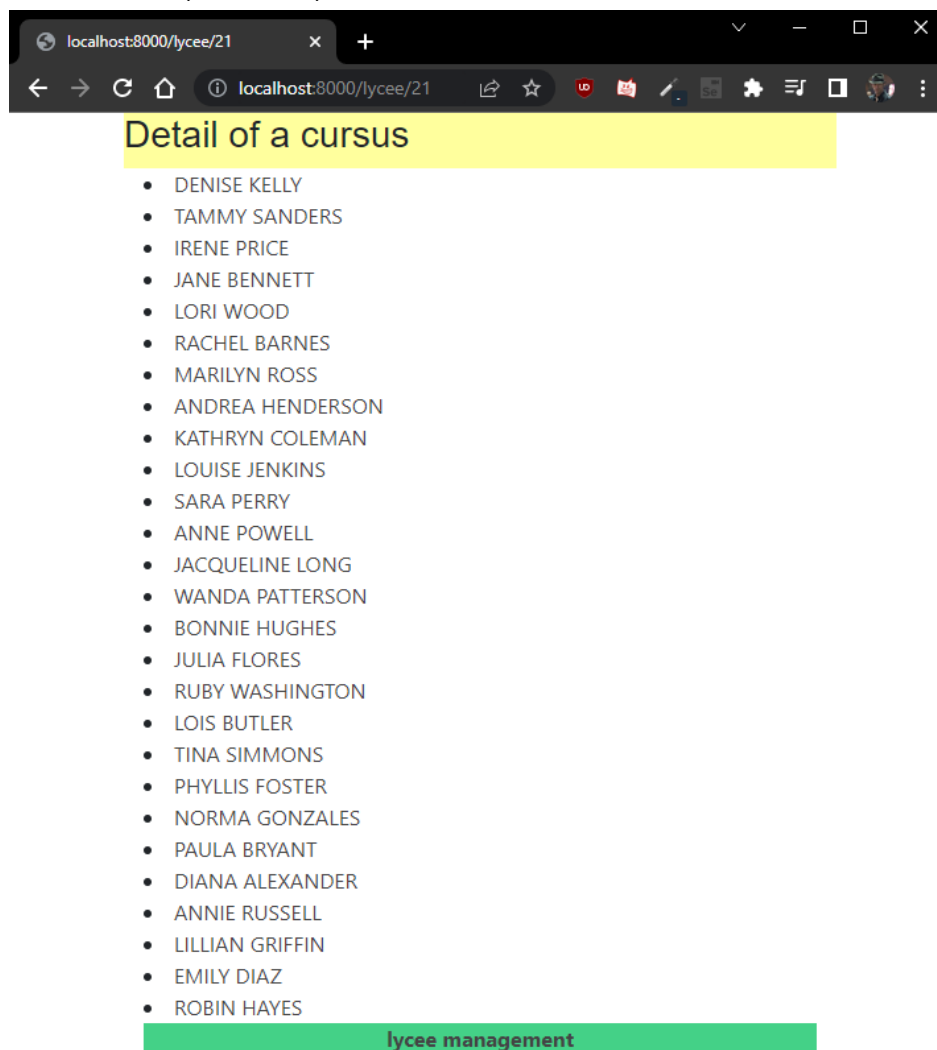 localhost:8000/lycee/21
localhost:8000/lycee/21
Detail of a cursus
DENISE KELLY
TAMMY SANDERS
IRENE PRICE
JANE BENNETT
LORI WOOD
RACHEL BARNES
MARILYN ROSS
ANDREA HENDERSON
KATHRYN COLEMAN
LOUISE JENKINS
SARA PERRY
ANNE POWELL
JACQUELINE LONG
WANDA PATTERSON
BONNIE HUGHES
JULIA FLORES
RUBY WASHINGTON
LOIS BUTLER
TINA SIMMONS
PHYLLIS FOSTER
NORMA GONZALES
PAULA BRYANT
DIANA ALEXANDER
ANNIE RUSSELL
LILLIAN GRIFFIN
EMILY DIAZ
ROBIN HAYES
lycee management